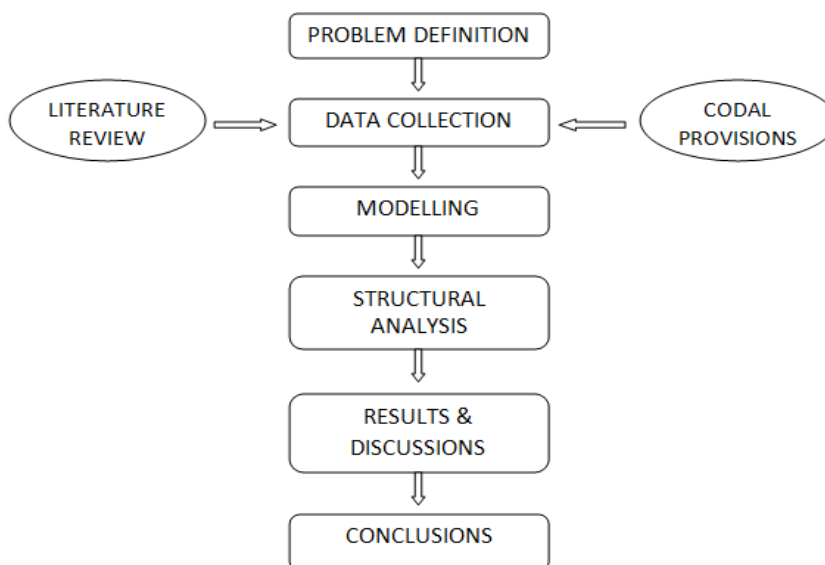 PROBLEM DEFINITION
LITERATURE
REVIEW
DATA COLLECTION
CODAL
PROVISIONS
MODELLING
STRUCTURAL
ANALYSIS
RESULTS &
DISCUSSIONS
CONCLUSIONS